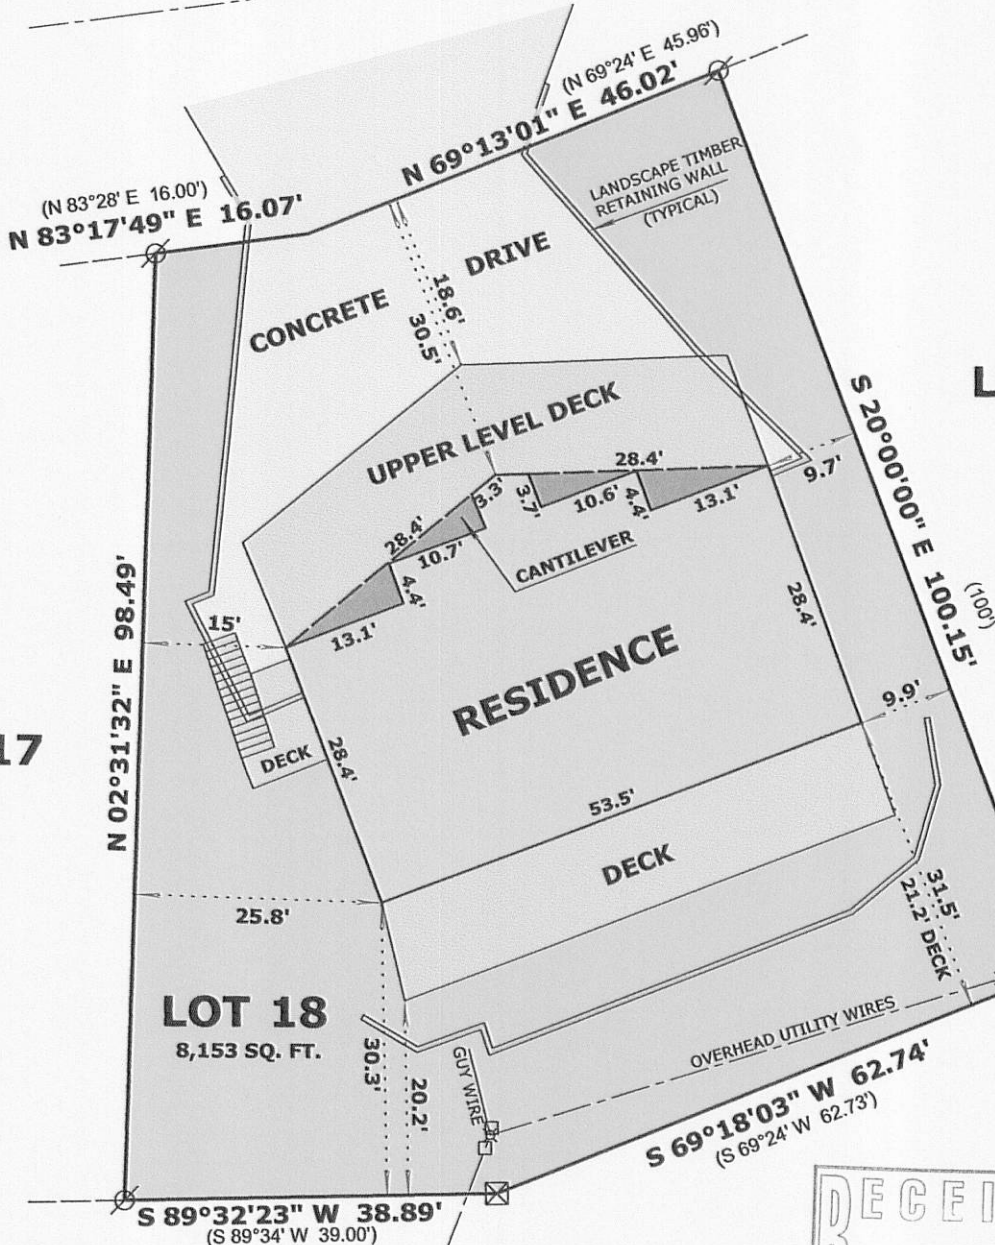 (N 69°24' E 45.96')
N 69°13'01" E 46.02'
(N 83°28' E 16.00')
N 83°17'49" E 16.07'
LANDSCAPE TIMBER
RETAINING WALL
(TYPICAL)
CONCRETE DRIVE
18.6'
30.5'
L
UPPER LEVEL DECK
S 20°00'00" E 100.15'
(100')
28.4'
9.7'
3.3'
3.7'
10.6'
4.4'
13.1'
28.4'
10.7'
CANTILEVER
4.4'
13.1'
15'
N 02°31'32" E 98.49'
28.4'
RESIDENCE
9.9'
17
DECK
28.4'
53.5'
DECK
31.5'
21.2' DECK
25.8'
LOT 18
8,153 SQ. FT.
30.3'
20.2'
GUY WIRE
OVERHEAD UTILITY WIRES
S 69°18'03" W 62.74'
(S 69°24' W 62.73')
S 89°32'23" W 38.89'
(S 89°34' W 39.00')
DECEI